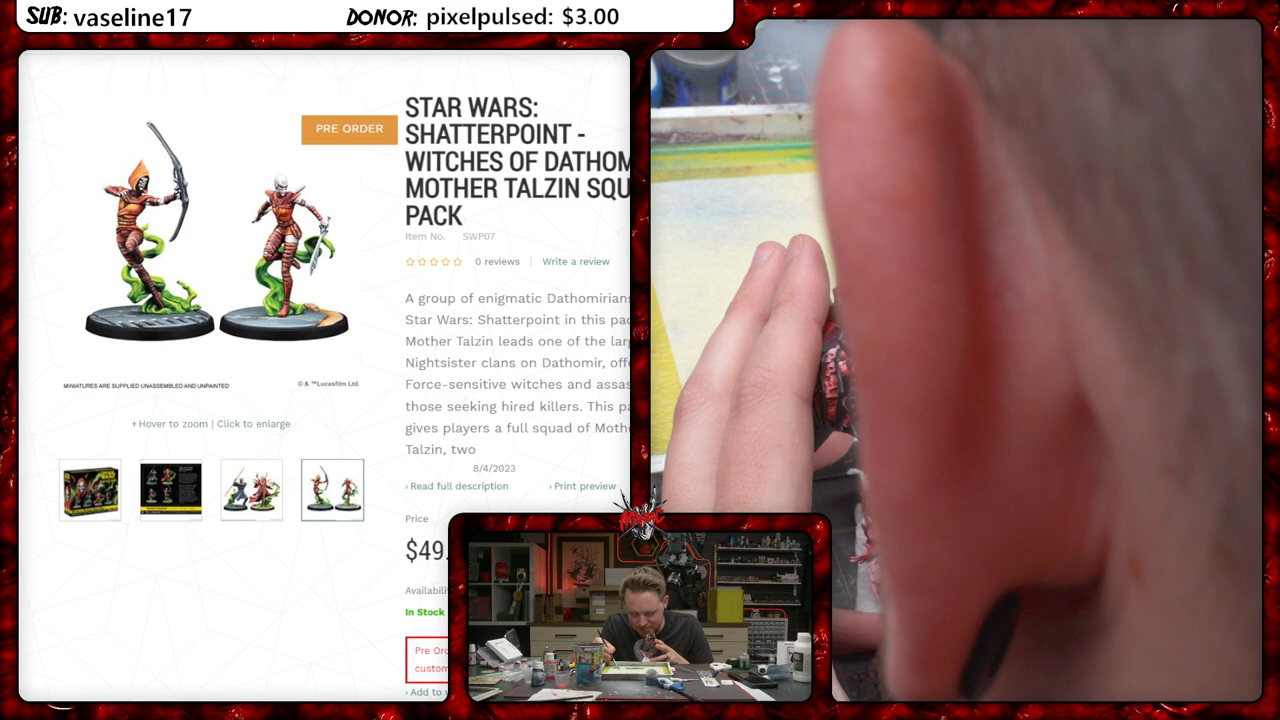 SUB: vaseline17
DONOR: pixelpulsed: $3.00
PRE ORDER
STAR WARS:
SHATTERPOINT -
WITCHES OF DATHOM
MOTHER TALZIN SQU
PACK
Item No. SWP07
0 reviews
Write a review
A group of enigmatic Dathomirians
Star Wars: Shatterpoint in this pac
Mother Talzin leads one of the lar
Nightsister clans on Dathomir, offe
Force-sensitive witches and assas
those seeking hired killers. This pa
gives players a full squad of Moth
Talzin, two
8/4/2023
› Read full description
› Print preview
MINIATURES ARE SUPPLIED UNASSEMBLED AND UNPAINTED
© & ™Lucasfilm Ltd.
+ Hover to zoom | Click to enlarge
Price
$49.
Availabili
In Stock
Pre Or
custom
› Add to